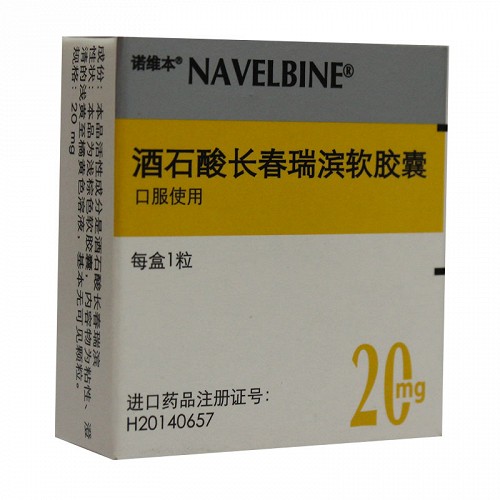 诺维本® NAVELBINE®
酒石酸长春瑞滨软胶囊
口服使用
每盒1粒
20mg
进口药品注册证号：
H20140657
成份：本品活性成分是酒石酸长春瑞滨
性状：本品为浅棕色软胶囊，内容物为粘性、澄
清的浅黄至橘黄色溶液，基本无可见颗粒。
规格：20 mg